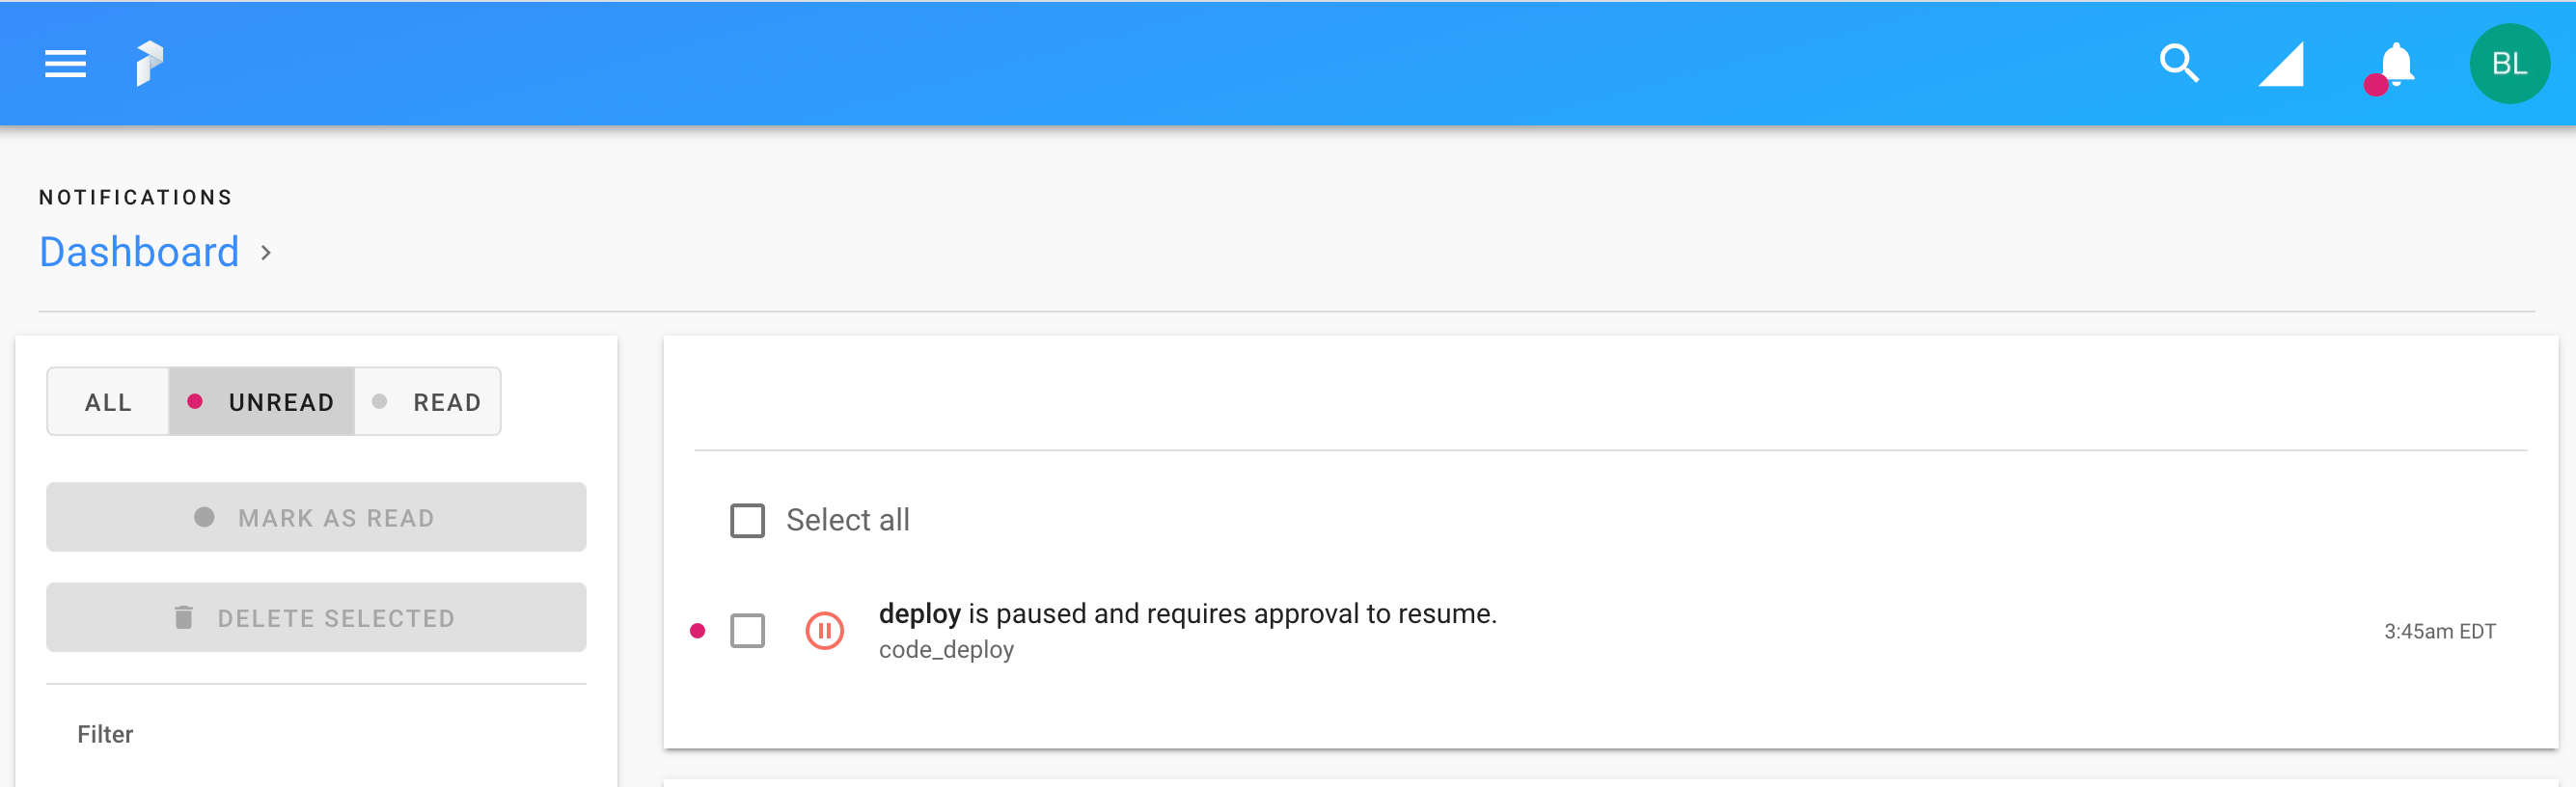 BL
NOTIFICATIONS
Dashboard
ALL
UNREAD
READ
MARK AS READ
DELETE SELECTED
Filter
Select all
deploy is paused and requires approval to resume.
code_deploy
3:45am EDT